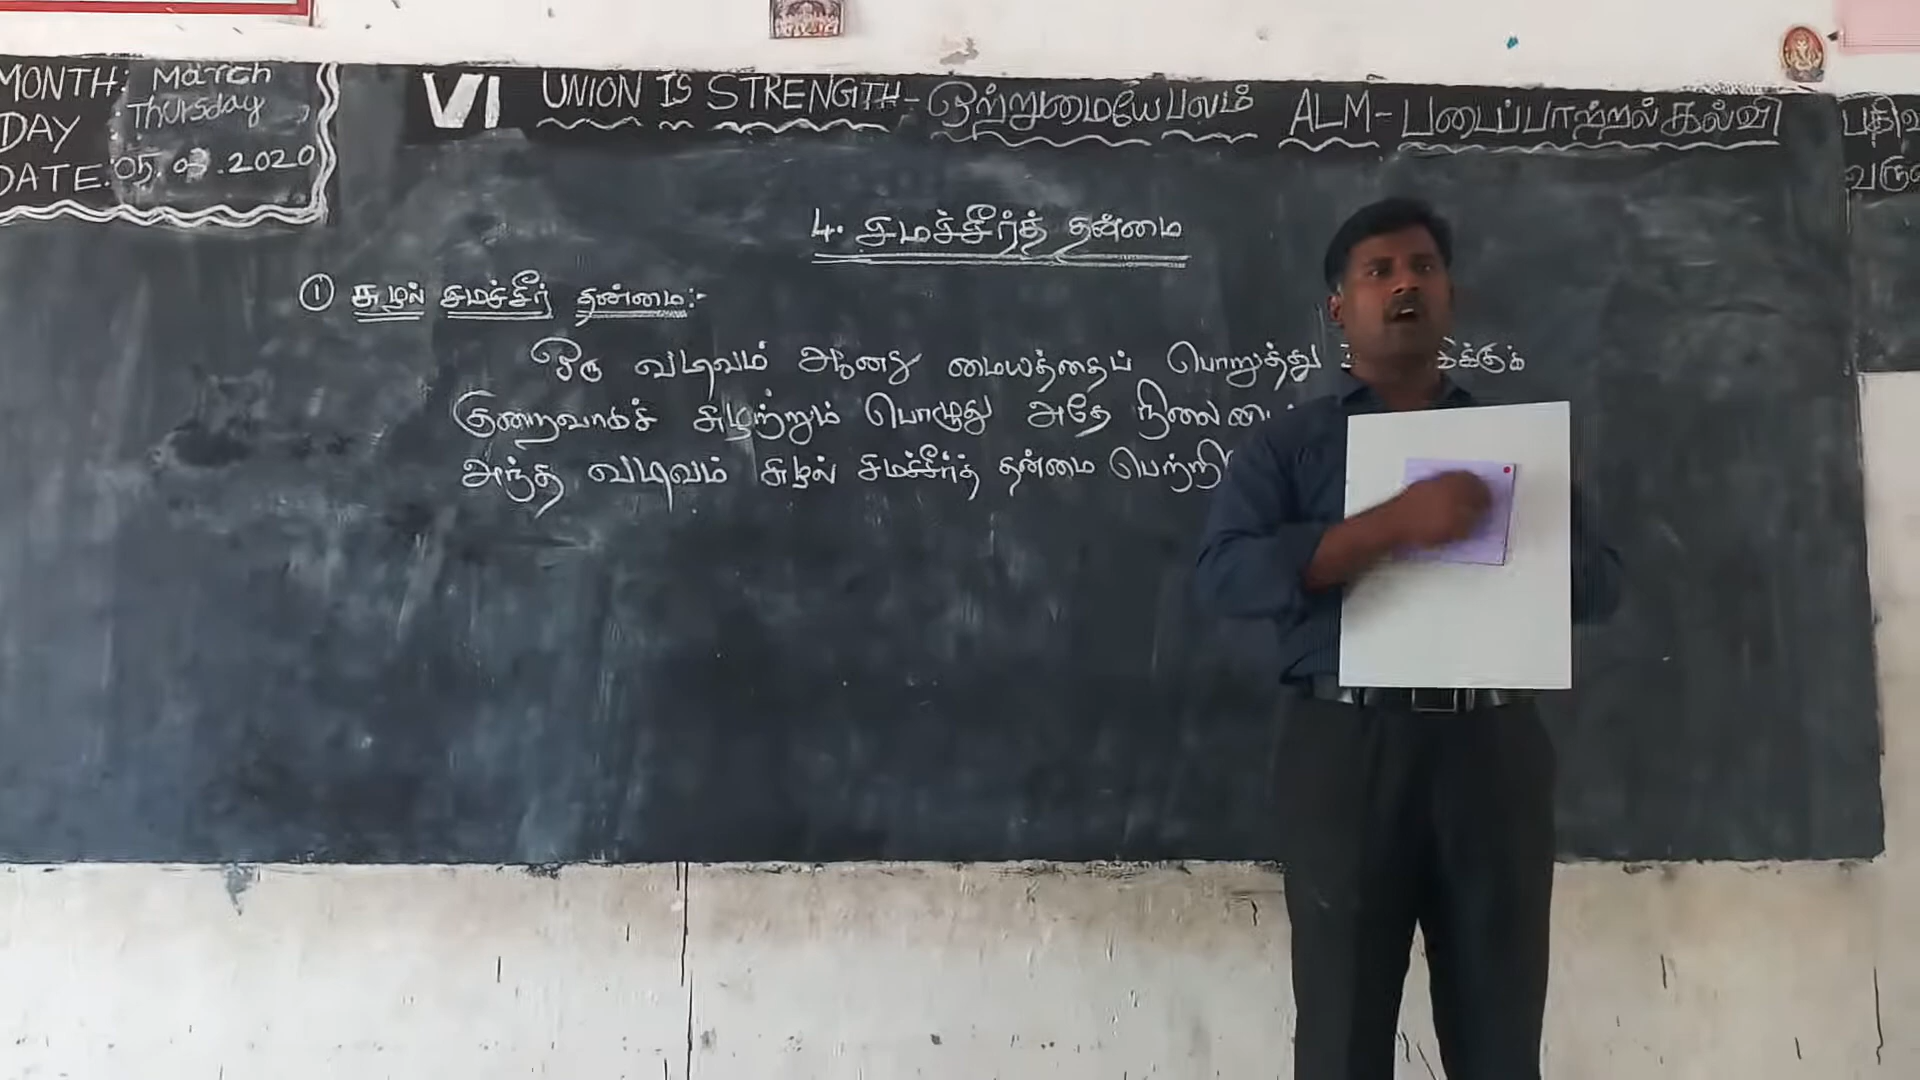 MONTH: March
DAY : Thursday
DATE: 05.03.2020
VI UNION IS STRENGTH - ஒற்றுமையே பலம் ALM - படைப்பாற்றல் கல்வி
4. சமச்சீர்த் தன்மை
① சுழல் சமச்சீர் தன்மை:-
ஒரு வடிவம் ஆனது மையத்தைப் பொறுத்து
குறைவாகச் சுழற்றும் பொழுது அதே
அந்த வடிவம் சுழல் சமச்சீர்த் தன்மை